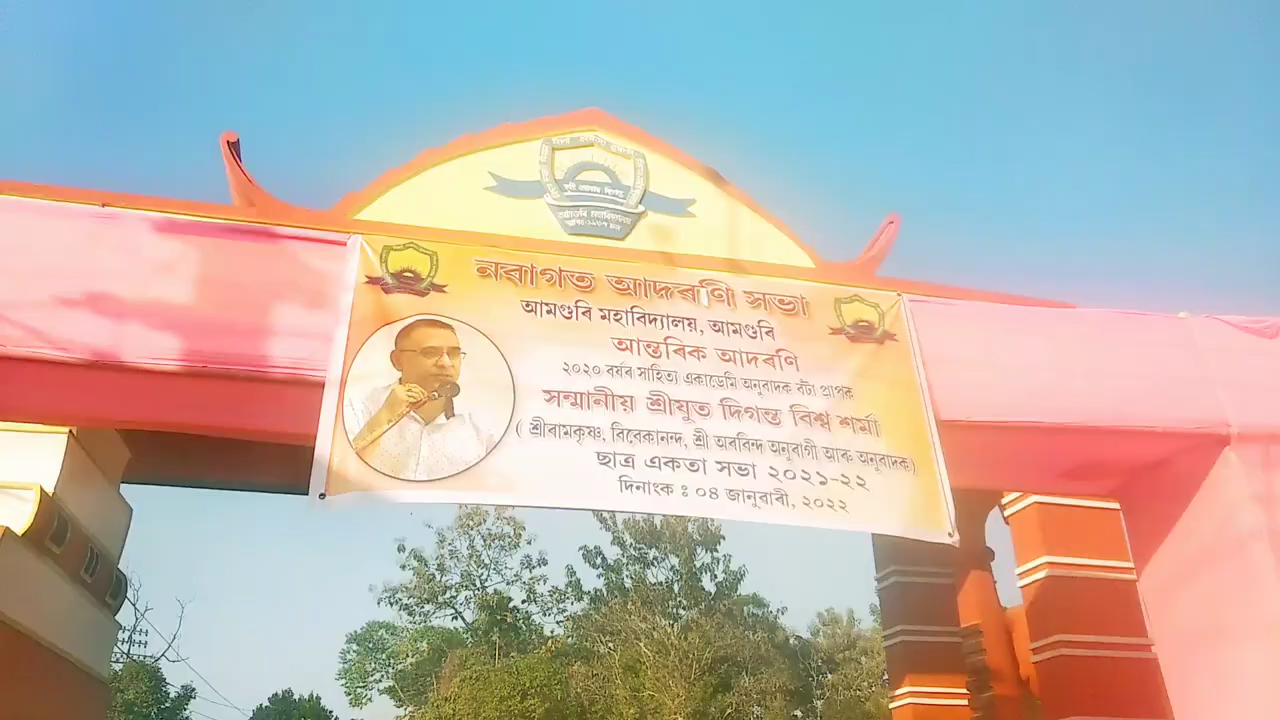 নবাগত আদৰণি সভা
আমগুৰি মহাবিদ্যালয়, আমগুৰি
আন্তৰিক আদৰণি
২০২০ বৰ্ষৰ সাহিত্য একাডেমি অনুবাদক বঁটা প্ৰাপক
সন্মানীয় শ্ৰীযুত দিগন্ত বিশ্ব শৰ্মা
( শ্ৰীৰামকৃষ্ণ, বিবেকানন্দ, শ্ৰী অৰবিন্দ অনুৰাগী আৰু অনুবাদক)
ছাত্ৰ একতা সভা ২০২১-২২
দিনাংক ঃ ০৪ জানুৱাৰী, ২০২২